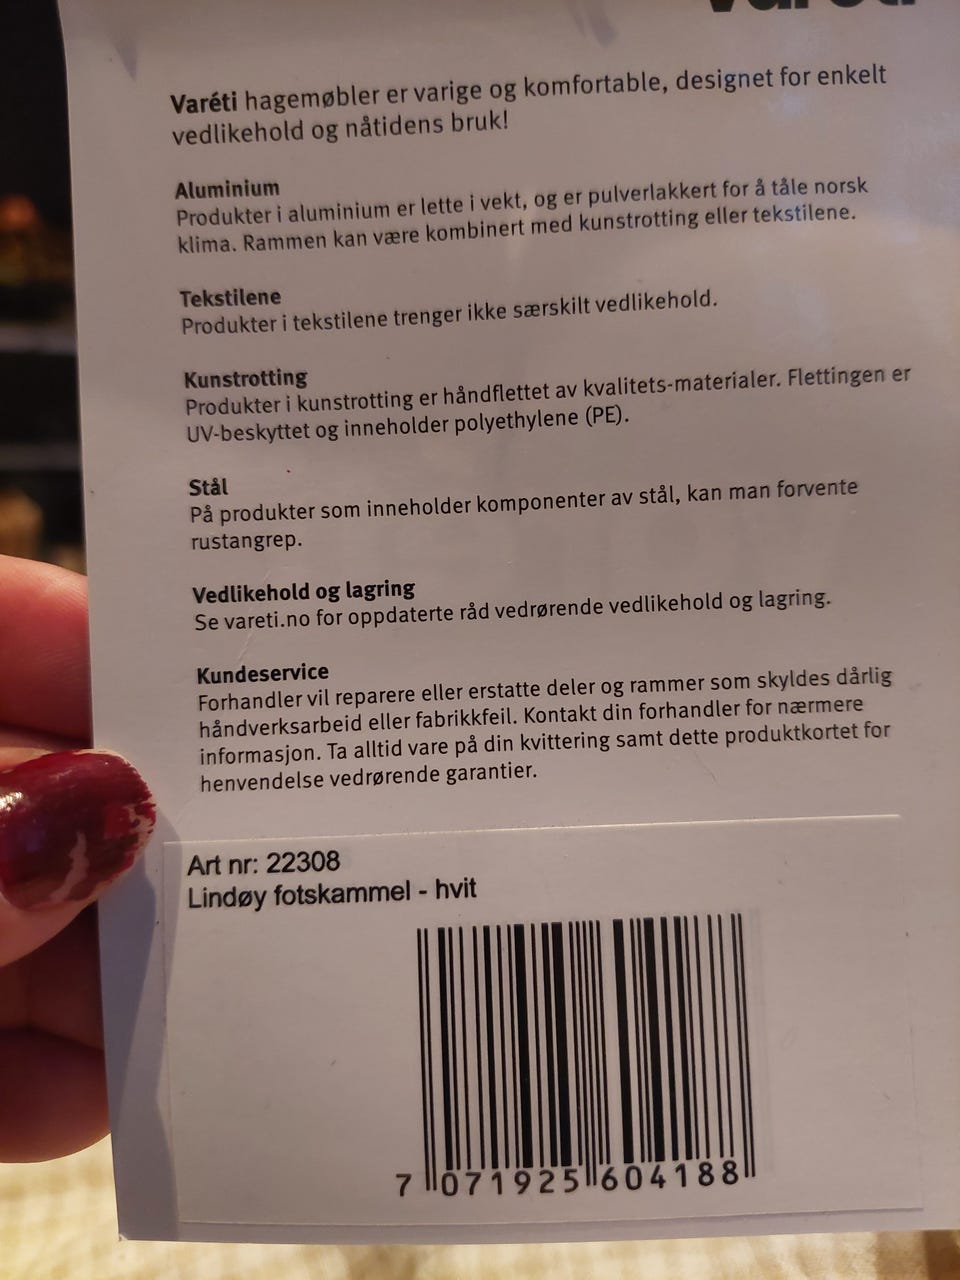 Varéti hagemøbler er varige og komfortable, designet for enkelt
vedlikehold og nåtidens bruk!
Aluminium
Produkter i aluminium er lette i vekt, og er pulverlakkert for å tåle norsk
klima. Rammen kan være kombinert med kunstrotting eller tekstilene.
Tekstilene
Produkter i tekstilene trenger ikke særskilt vedlikehold.
Kunstrotting
Produkter i kunstrotting er håndflettet av kvalitets-materialer. Flettingen er
UV-beskyttet og inneholder polyethylene (PE).
Stål
På produkter som inneholder komponenter av stål, kan man forvente
rustangrep.
Vedlikehold og lagring
Se vareti.no for oppdaterte råd vedrørende vedlikehold og lagring.
Kundeservice
Forhandler vil reparere eller erstatte deler og rammer som skyldes dårlig
håndverksarbeid eller fabrikkfeil. Kontakt din forhandler for nærmere
informasjon. Ta alltid vare på din kvittering samt dette produktkortet for
henvendelse vedrørende garantier.
Art nr: 22308
Lindøy fotskammel - hvit
7 071925 604188